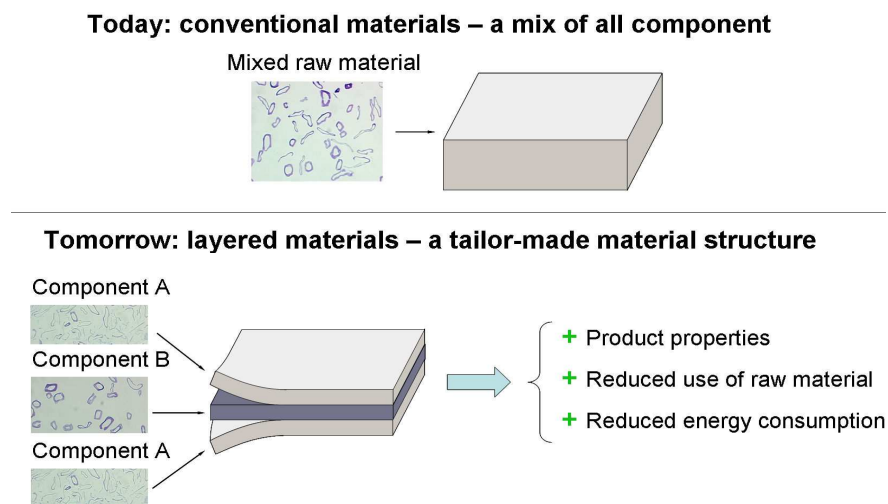 Today: conventional materials – a mix of all component
Mixed raw material
Tomorrow: layered materials – a tailor-made material structure
Component A
Component B
Component A
+ Product properties
+ Reduced use of raw material
+ Reduced energy consumption